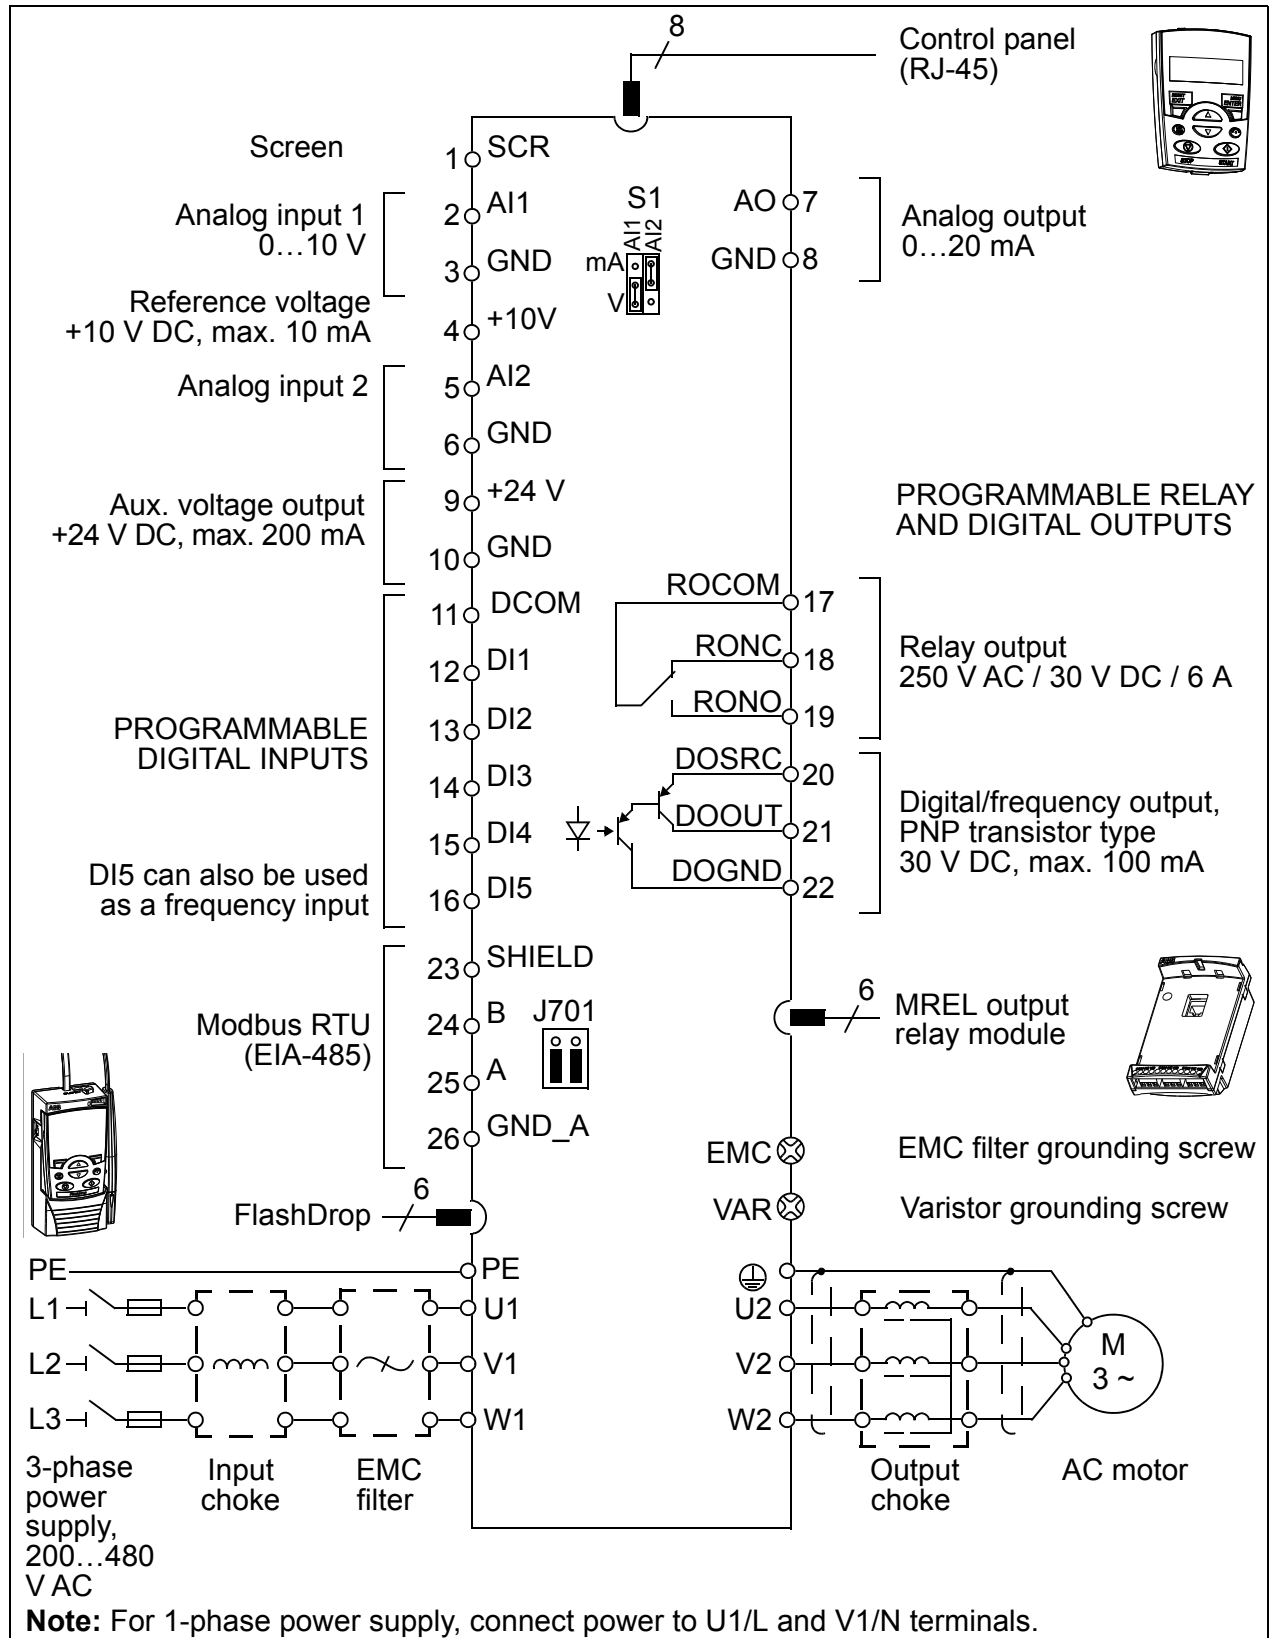 8
Control panel
(RJ-45)
Screen
1 SCR
Analog input 1
0…10 V
2 AI1
3 GND
Reference voltage
+10 V DC, max. 10 mA
4 +10V
Analog input 2
5 AI2
6 GND
Aux. voltage output
+24 V DC, max. 200 mA
9 +24 V
10 GND
11 DCOM
12 DI1
PROGRAMMABLE
DIGITAL INPUTS
13 DI2
14 DI3
15 DI4
DI5 can also be used
as a frequency input
16 DI5
23 SHIELD
Modbus RTU
(EIA-485)
24 B
J701
25 A
26 GND_A
FlashDrop
6
S1
AI1
AI2
mA
V
AO 7
GND 8
Analog output
0…20 mA
PROGRAMMABLE RELAY
AND DIGITAL OUTPUTS
ROCOM 17
RONC 18
RONO 19
Relay output
250 V AC / 30 V DC / 6 A
DOSRC 20
DOOUT 21
DOGND 22
Digital/frequency output,
PNP transistor type
30 V DC, max. 100 mA
6
MREL output
relay module
EMC
EMC filter grounding screw
VAR
Varistor grounding screw
PE
PE
L1
U1
U2
L2
V1
V2
L3
W1
W2
M
3 ~
3-phase
power
supply,
200…480
V AC
Input
choke
EMC
filter
Output
choke
AC motor
Note: For 1-phase power supply, connect power to U1/L and V1/N terminals.
EXIT
ENTER
STOP
START
ABB